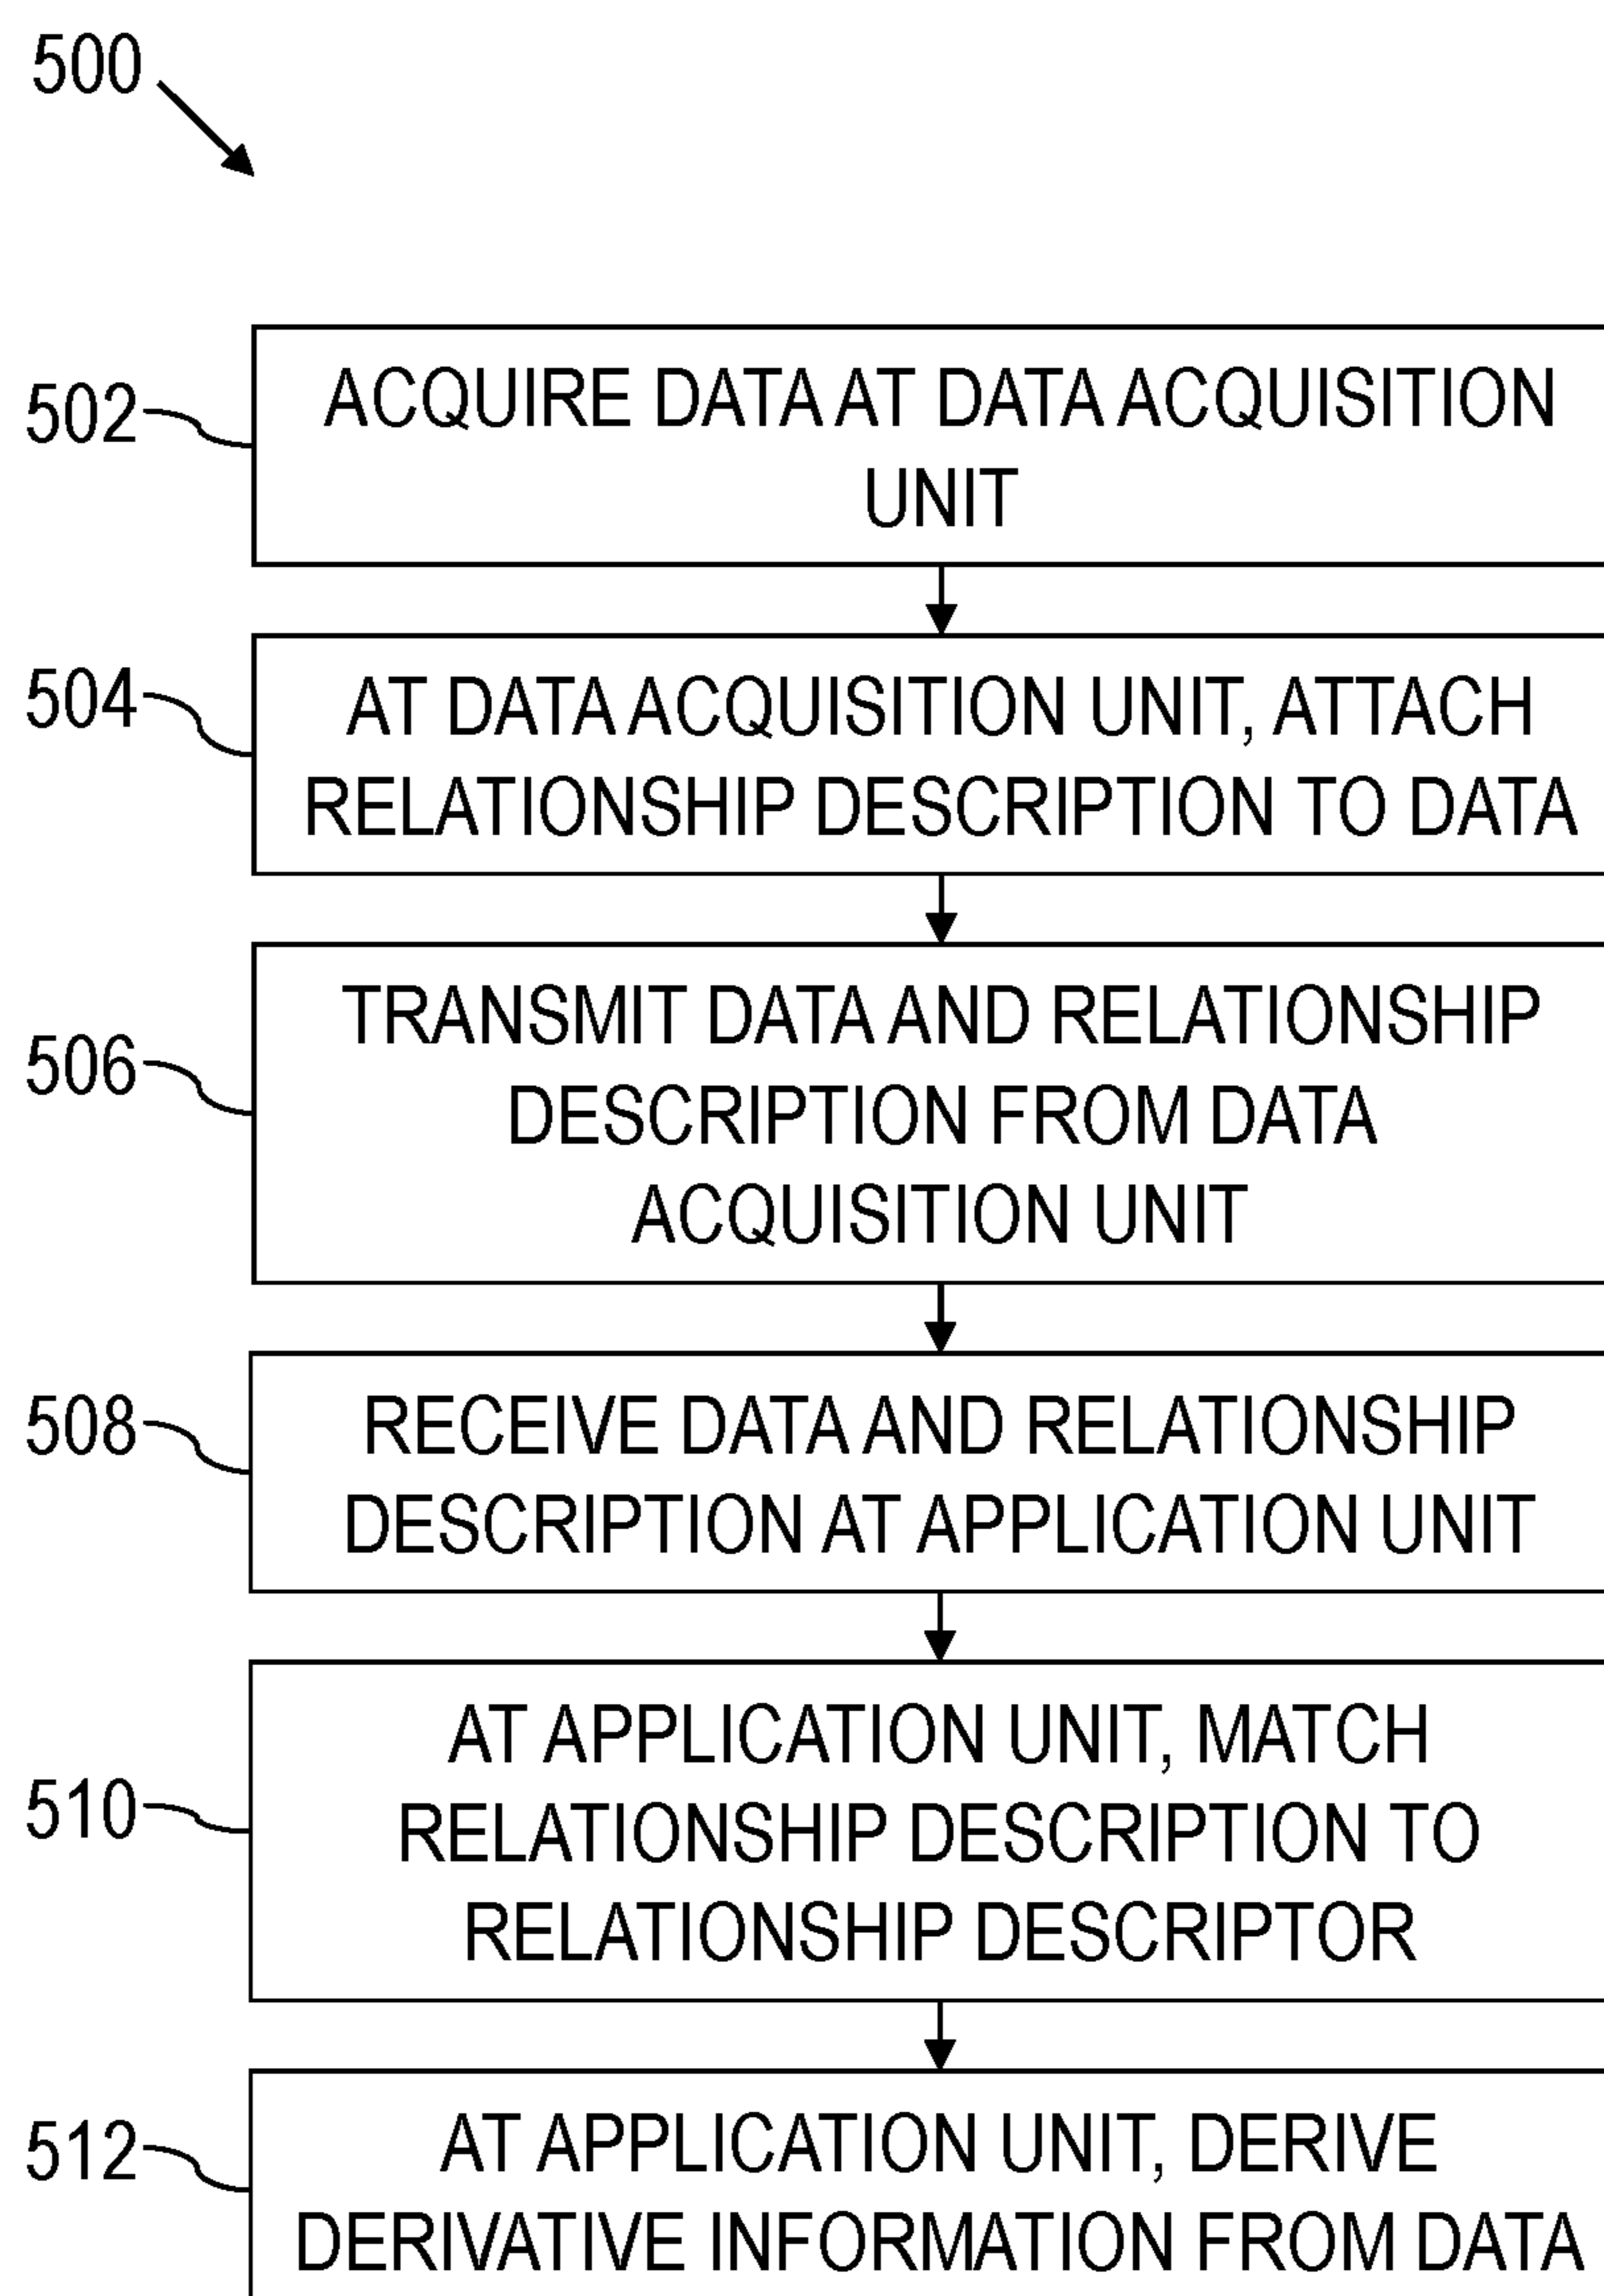 500
502
ACQUIRE DATA AT DATA ACQUISITION
UNIT
504
AT DATA ACQUISITION UNIT, ATTACH
RELATIONSHIP DESCRIPTION TO DATA
506
TRANSMIT DATA AND RELATIONSHIP
DESCRIPTION FROM DATA
ACQUISITION UNIT
508
RECEIVE DATA AND RELATIONSHIP
DESCRIPTION AT APPLICATION UNIT
510
AT APPLICATION UNIT, MATCH
RELATIONSHIP DESCRIPTION TO
RELATIONSHIP DESCRIPTOR
512
AT APPLICATION UNIT, DERIVE
DERIVATIVE INFORMATION FROM DATA